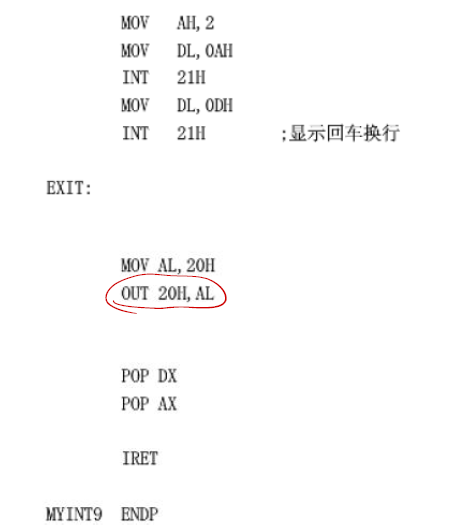 MOV AH,2
MOV DL,0AH
INT 21H
MOV DL,0DH
INT 21H ;显示回车换行
EXIT:
MOV AL,20H
OUT 20H,AL
POP DX
POP AX
IRET
MYINT9 ENDP